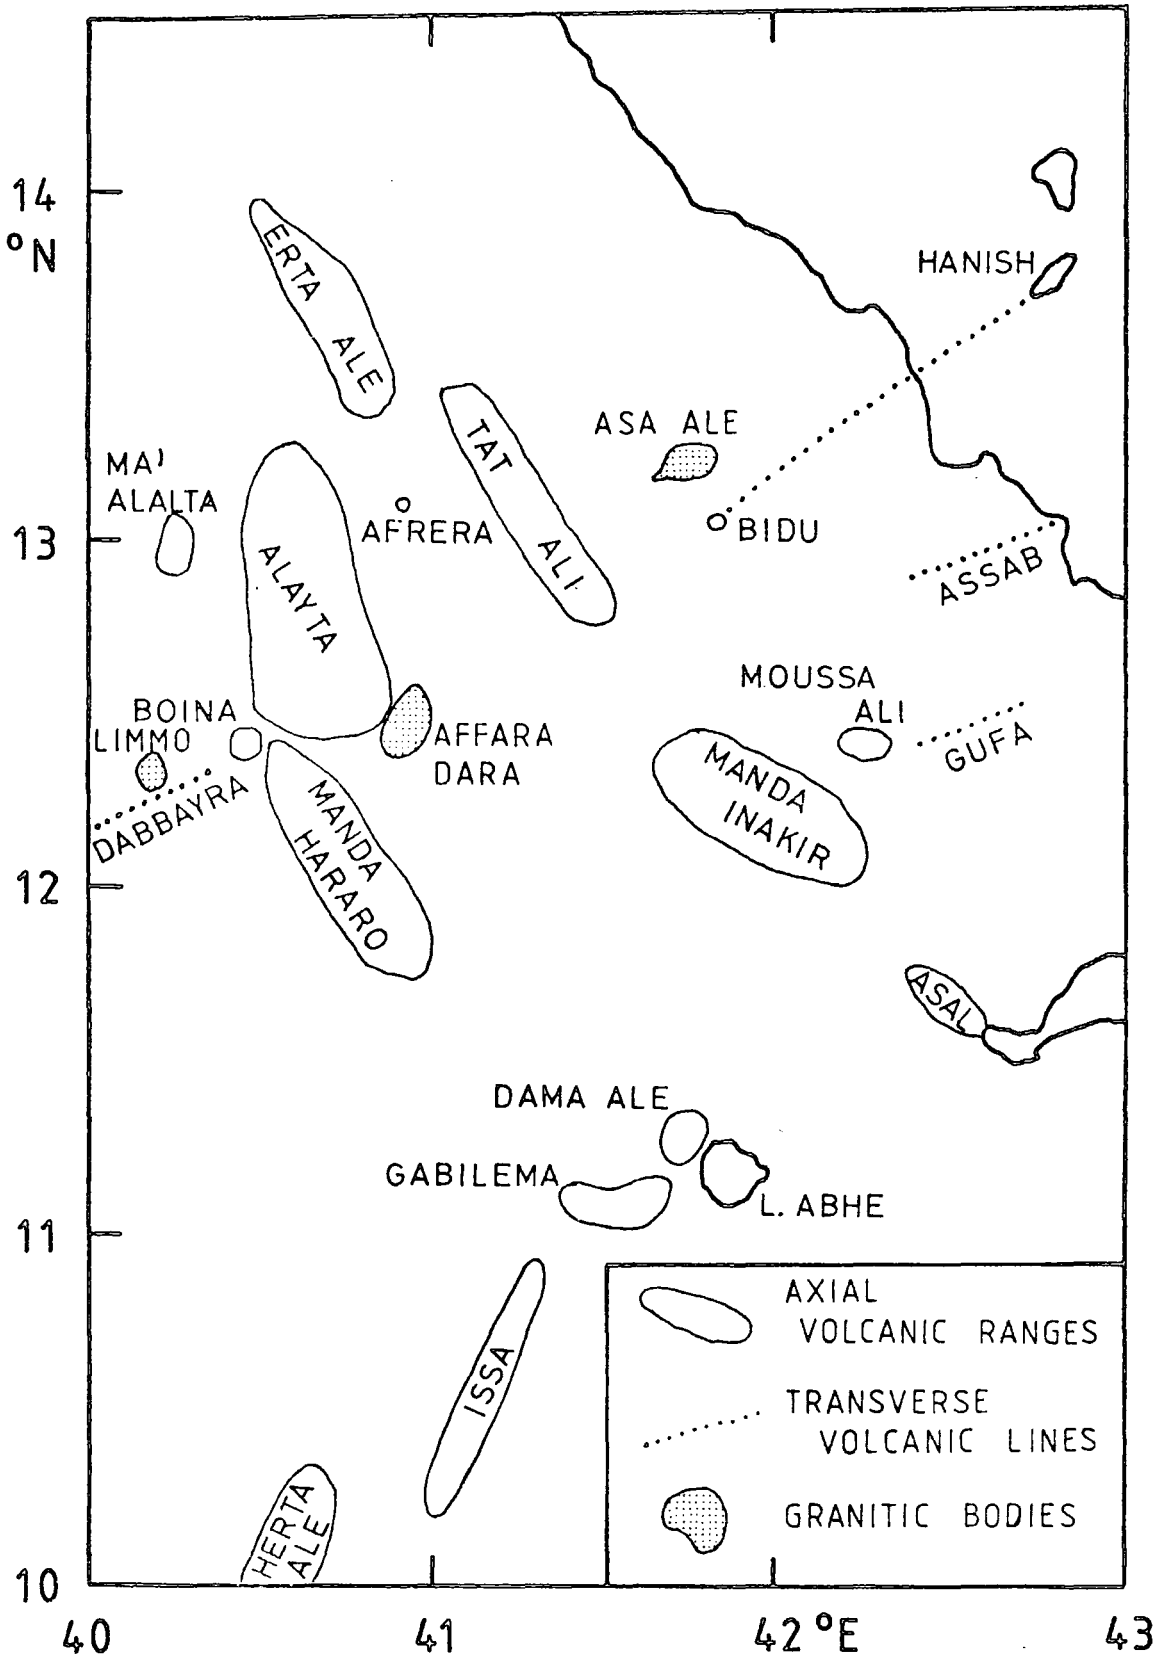 14
°N
HANISH
ERTA
ALE
ASA ALE
TAT
ALI
MA'
ALALTA
AFRERA
BIDU
13
ALAYTA
ASSAB
MOUSSA
ALI
BOINA
LIMMO
AFFARA
DARA
GUFA
DABBAYRA
MANDA
HARARO
MANDA
INAKIR
12
ASAL
DAMA ALE
GABILEMA
L. ABHE
11
ISSA
HERTA
ALE
AXIAL
VOLCANIC RANGES
TRANSVERSE
VOLCANIC LINES
GRANITIC BODIES
10
40
41
42 °E
43